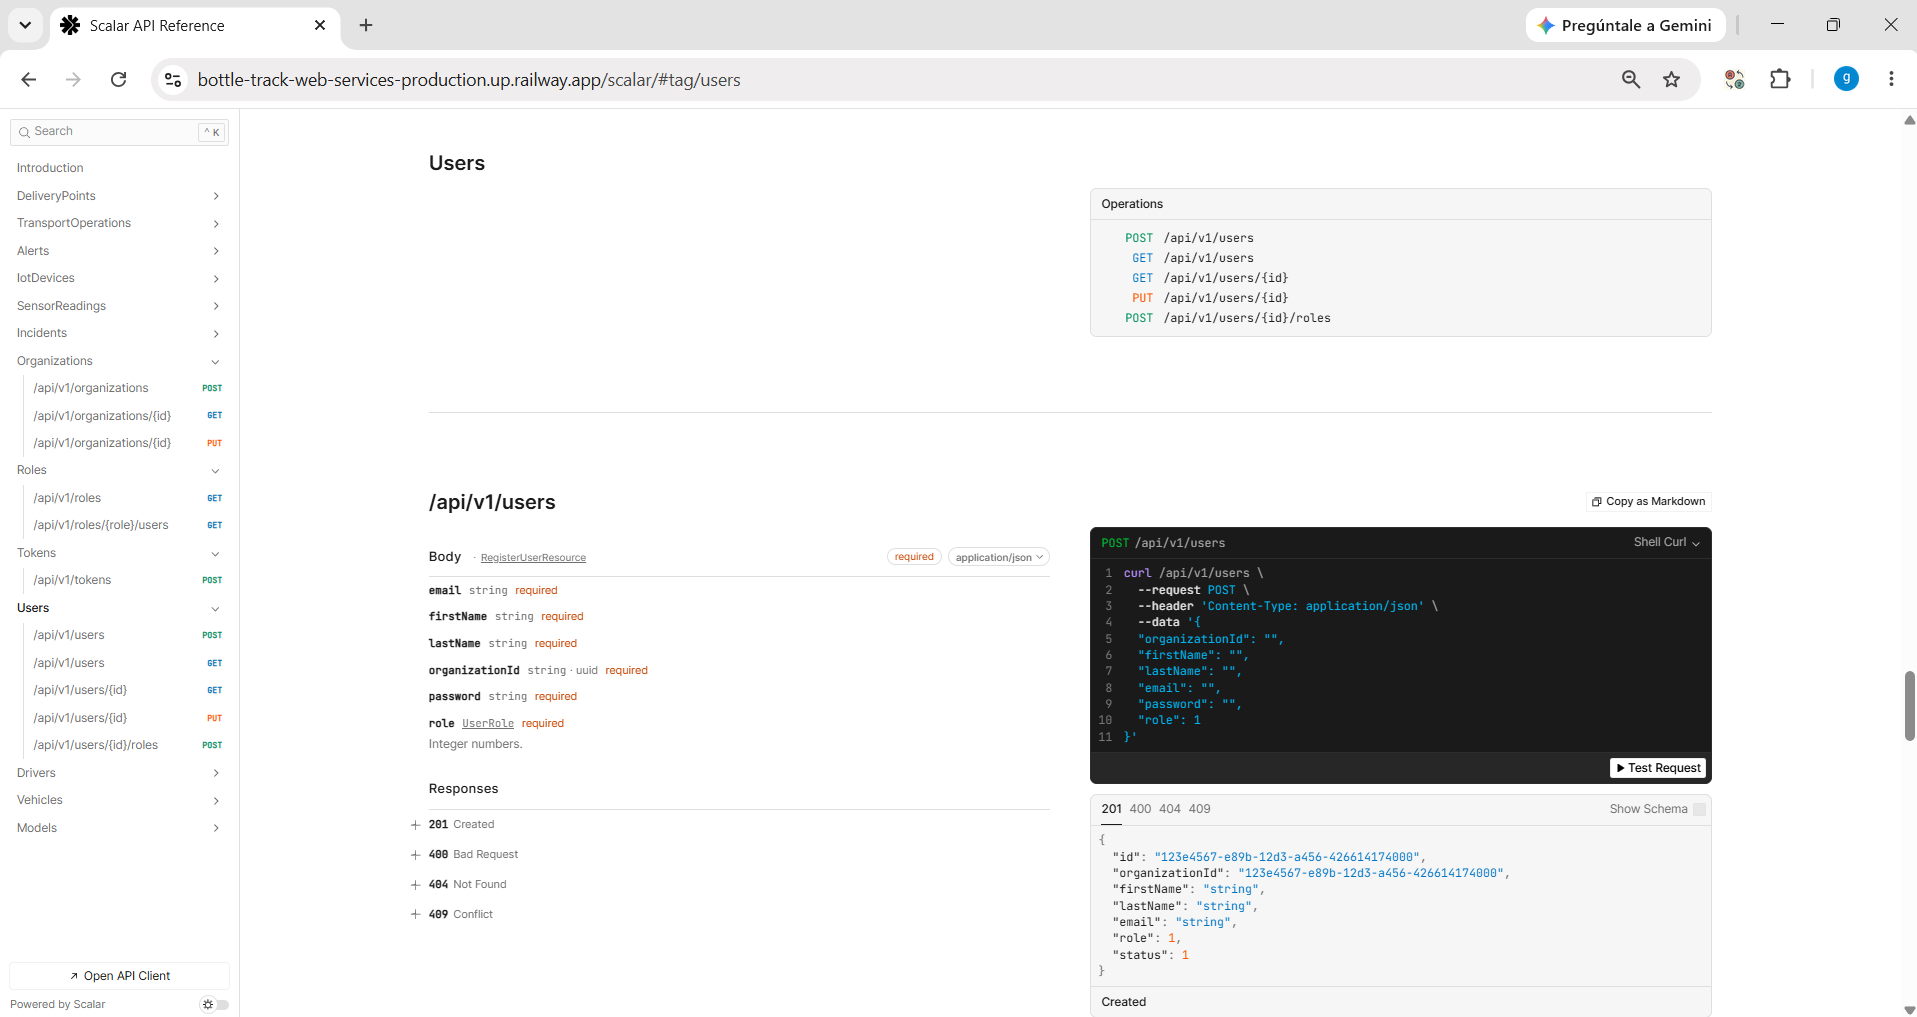 Scalar API Reference
Pregúntale a Gemini
bottle-track-web-services-production.up.railway.app/scalar/#tag/users
g
Search
^ K
Introduction
DeliveryPoints
TransportOperations
Alerts
IotDevices
SensorReadings
Incidents
Organizations
/api/v1/organizations POST
/api/v1/organizations/{id} GET
/api/v1/organizations/{id} PUT
Roles
/api/v1/roles GET
/api/v1/roles/{role}/users GET
Tokens
/api/v1/tokens POST
Users
/api/v1/users POST
/api/v1/users GET
/api/v1/users/{id} GET
/api/v1/users/{id} PUT
/api/v1/users/{id}/roles POST
Drivers
Vehicles
Models
Open API Client
Powered by Scalar
Users
Operations
POST /api/v1/users
GET /api/v1/users
GET /api/v1/users/{id}
PUT /api/v1/users/{id}
POST /api/v1/users/{id}/roles
/api/v1/users
Copy as Markdown
Body · RegisterUserResource required application/json
email string required
firstName string required
lastName string required
organizationId string · uuid required
password string required
role UserRole required
Integer numbers.
Responses
201 Created
400 Bad Request
404 Not Found
409 Conflict
POST /api/v1/users
Shell Curl
1 curl /api/v1/users \
2 --request POST \
3 --header 'Content-Type: application/json' \
4 --data '{
5 "organizationId": "",
6 "firstName": "",
7 "lastName": "",
8 "email": "",
9 "password": "",
10 "role": 1
11 }'
Test Request
201 400 404 409
Show Schema
{
"id": "123e4567-e89b-12d3-a456-426614174000",
"organizationId": "123e4567-e89b-12d3-a456-426614174000",
"firstName": "string",
"lastName": "string",
"email": "string",
"role": 1,
"status": 1
}
Created